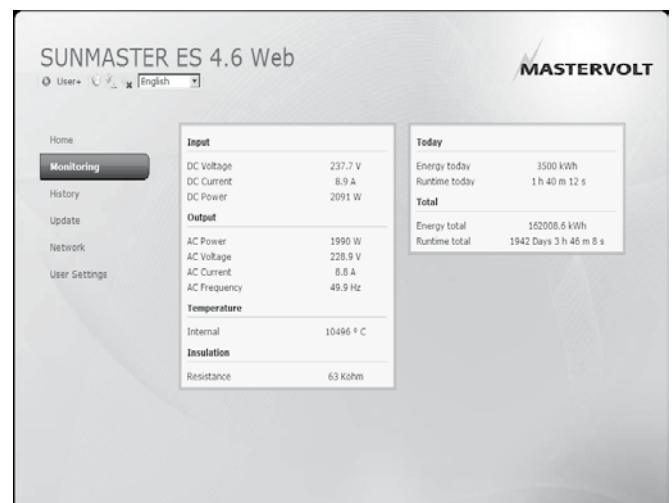 SUNMASTER ES 4.6 Web
MASTERVOLT
User+ English
Home
Monitoring
History
Update
Network
User Settings
Input
DC Voltage 237.7 V
DC Current 8.9 A
DC Power 2091 W
Output
AC Power 1990 W
AC Voltage 228.9 V
AC Current 8.8 A
AC Frequency 49.9 Hz
Temperature
Internal 10496 º C
Insulation
Resistance 63 Kohm
Today
Energy today 3500 kWh
Runtime today 1 h 40 m 12 s
Total
Energy total 162008.6 kWh
Runtime total 1942 Days 3 h 46 m 8 s